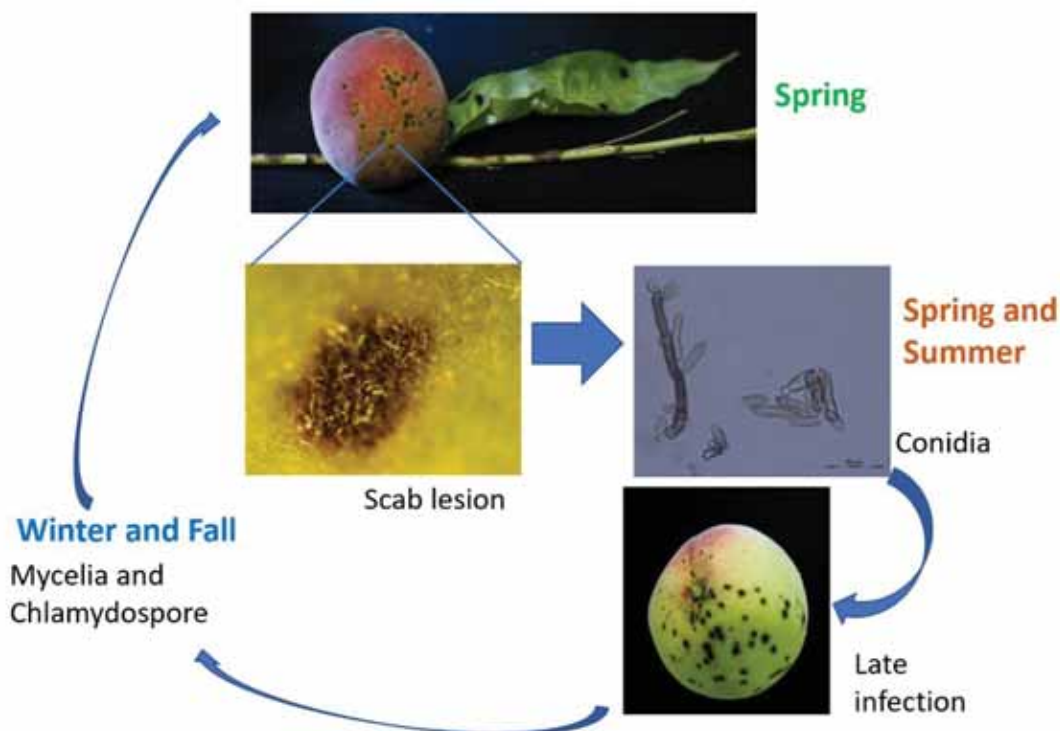 Spring
Spring and
Summer
Conidia
Scab lesion
Winter and Fall
Mycelia and
Chlamydospore
Late
infection